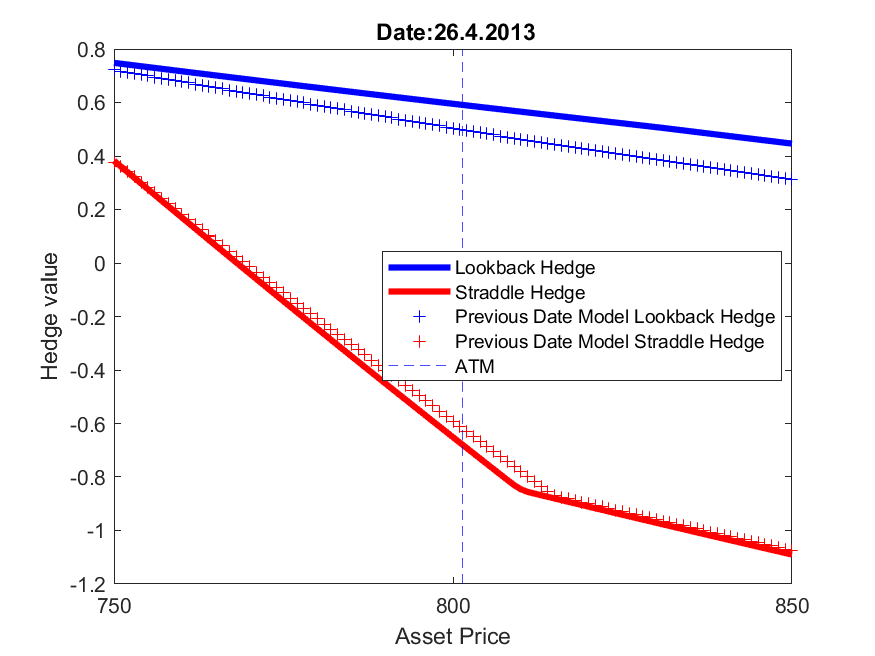 Date:26.4.2013
0.8
0.6
0.4
0.2
0
-0.2
-0.4
-0.6
-0.8
-1
-1.2
Hedge value
Lookback Hedge
Straddle Hedge
Previous Date Model Lookback Hedge
Previous Date Model Straddle Hedge
ATM
750
800
850
Asset Price